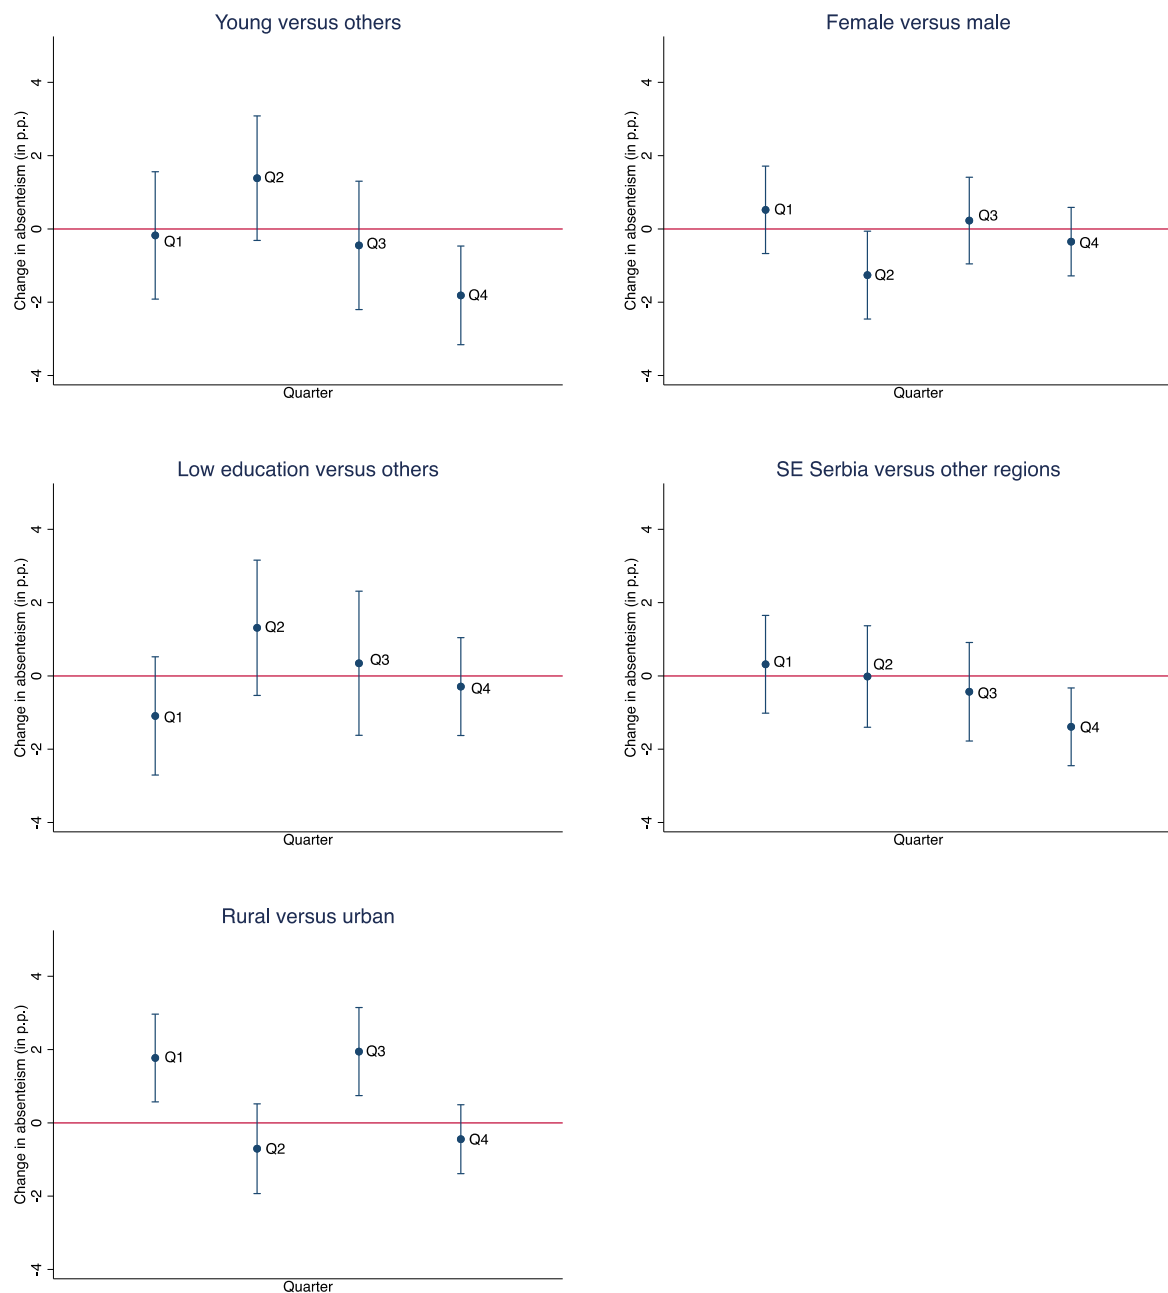 Young versus others
Change in absenteeism (in p.p.)
4
2
0
-2
-4
Q1
Q2
Q3
Q4
Quarter
Female versus male
Change in absenteeism (in p.p.)
4
2
0
-2
-4
Q1
Q2
Q3
Q4
Quarter
Low education versus others
Change in absenteeism (in p.p.)
4
2
0
-2
-4
Q1
Q2
Q3
Q4
Quarter
SE Serbia versus other regions
Change in absenteeism (in p.p.)
4
2
0
-2
-4
Q1
Q2
Q3
Q4
Quarter
Rural versus urban
Change in absenteeism (in p.p.)
4
2
0
-2
-4
Q1
Q2
Q3
Q4
Quarter